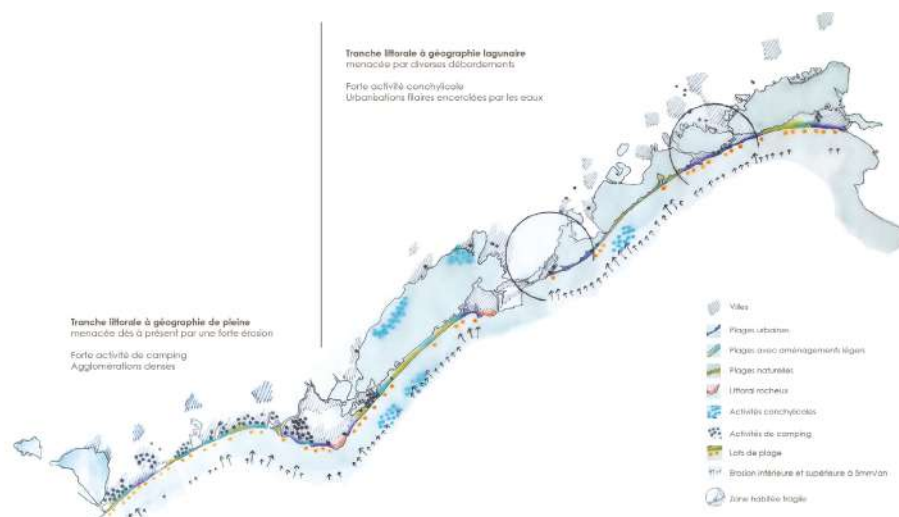 Tranche littorale à géographie lagunaire
menacée par diverses débordements
Forte activité conchylicole
Urbanisations filaires encerclées par les eaux
Tranche littorale à géographie de pleine
menacée dès à présent par une forte érosion
Forte activité de camping
Agglomérations denses
Villes
Plages urbaines
Plages avec aménagements légers
Plages naturelles
Littoral rocheux
Activités conchylicoles
Activités de camping
Lots de plage
Erosion intérieure et supérieure à 5mm/an
Zone habitée fragile